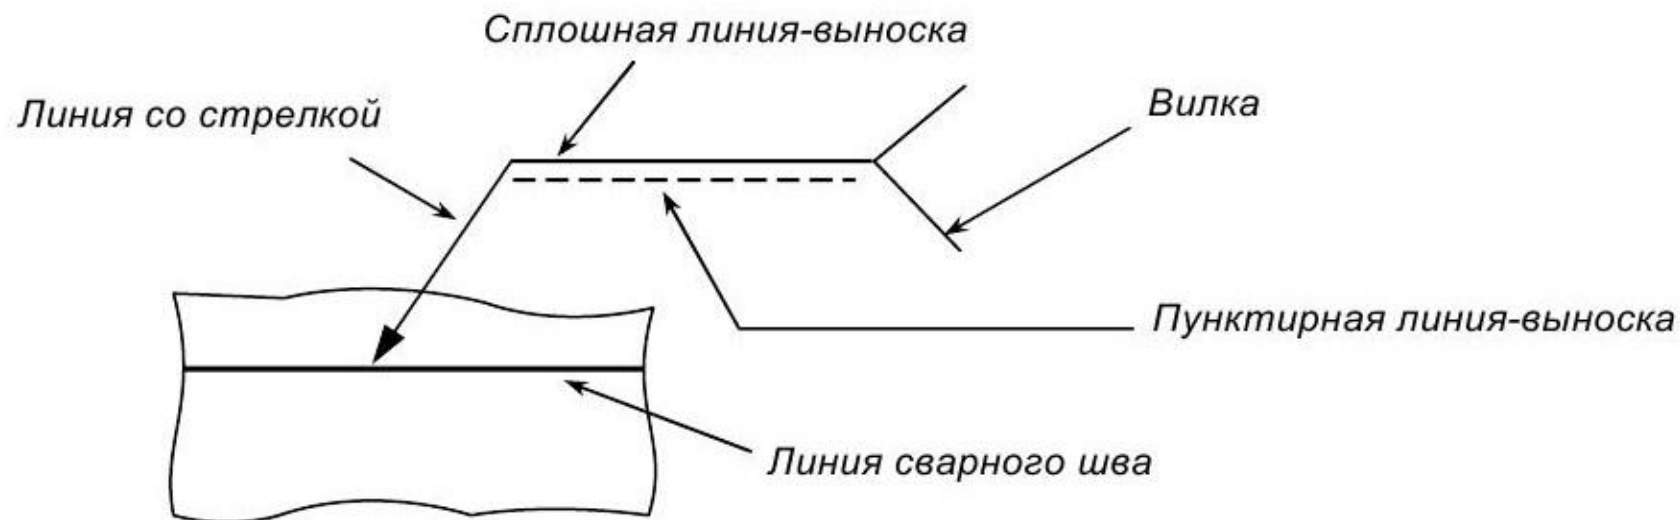 Сплошная линия-выноска
Линия со стрелкой
Вилка
Пунктирная линия-выноска
Линия сварного шва